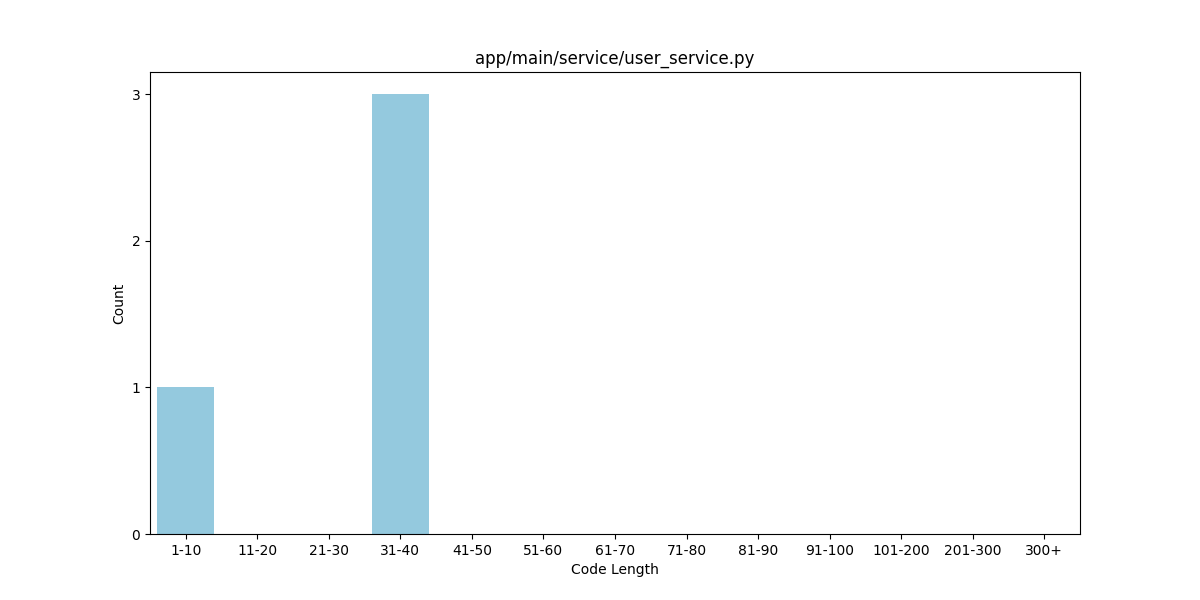 app/main/service/user_service.py
3
2
1
0
Count
1-10 11-20 21-30 31-40 41-50 51-60 61-70 71-80 81-90 91-100 101-200 201-300 300+
Code Length